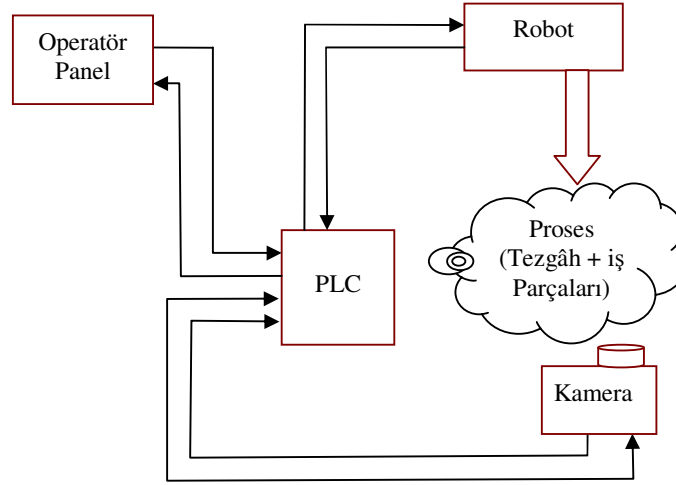 Operatör
Panel
Robot
PLC
Proses
(Tezgâh + iş
Parçaları)
Kamera